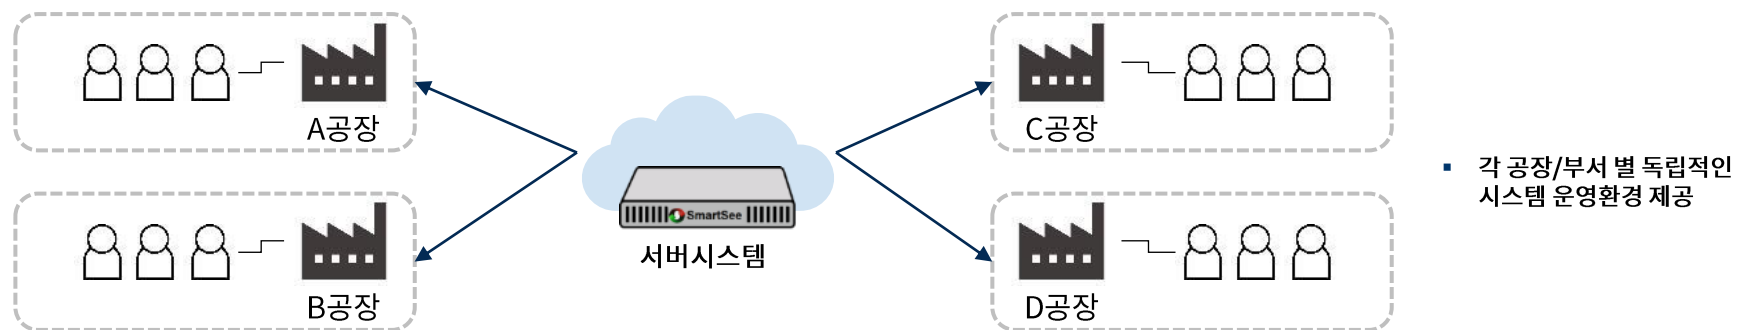 A공장
C공장
SmartSee
서버시스템
▪ 각 공장/부서 별 독립적인
시스템 운영환경 제공
B공장
D공장